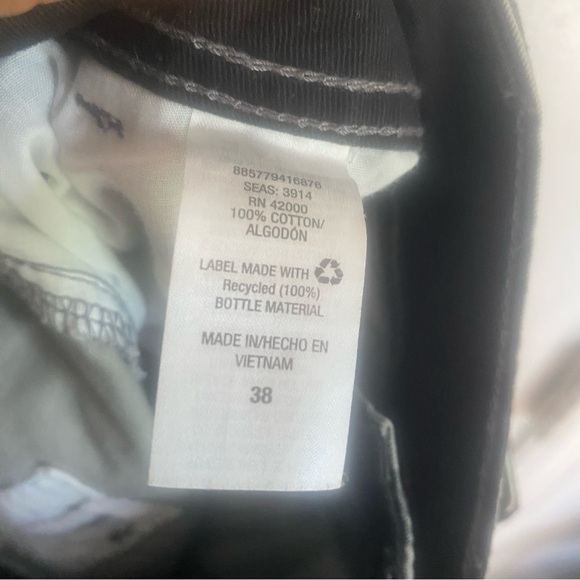 885779416876
SEAS: 3914
RN 42000
100% COTTON/
ALGODÓN
LABEL MADE WITH
Recycled (100%)
BOTTLE MATERIAL
MADE IN/HECHO EN
VIETNAM
38